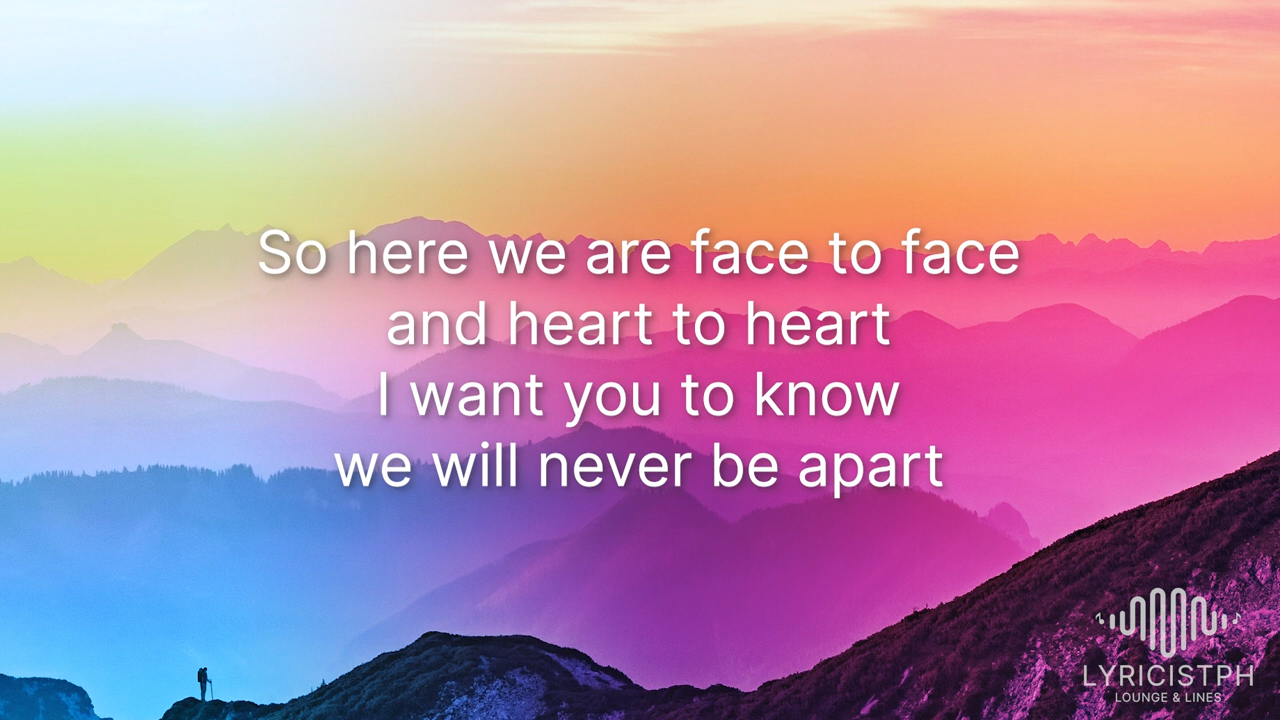 So here we are face to face
and heart to heart
I want you to know
we will never be apart
LYRICISTPH
LOUNGE & LINES